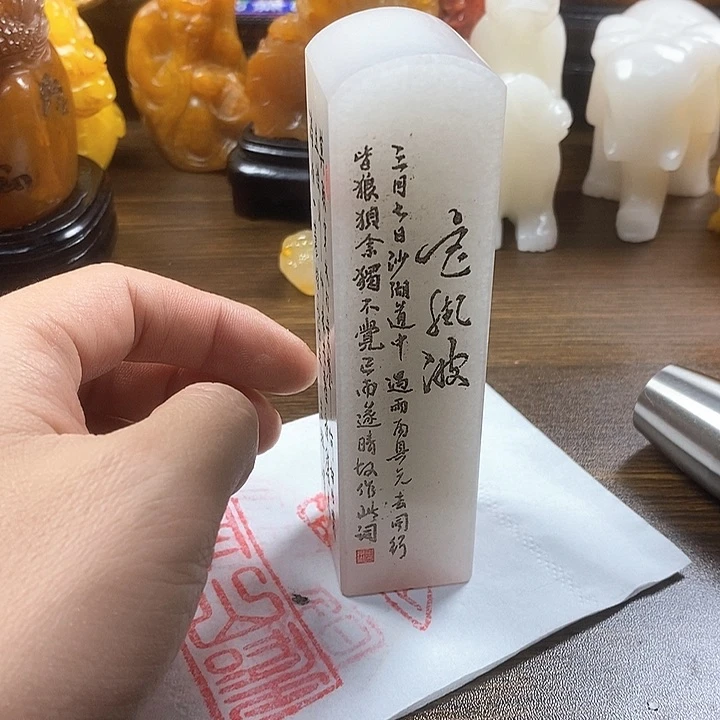 定風波
三月七日沙湖道中遇雨雨具先去同行
皆狼狽余獨不覺已而遂晴故作此詞